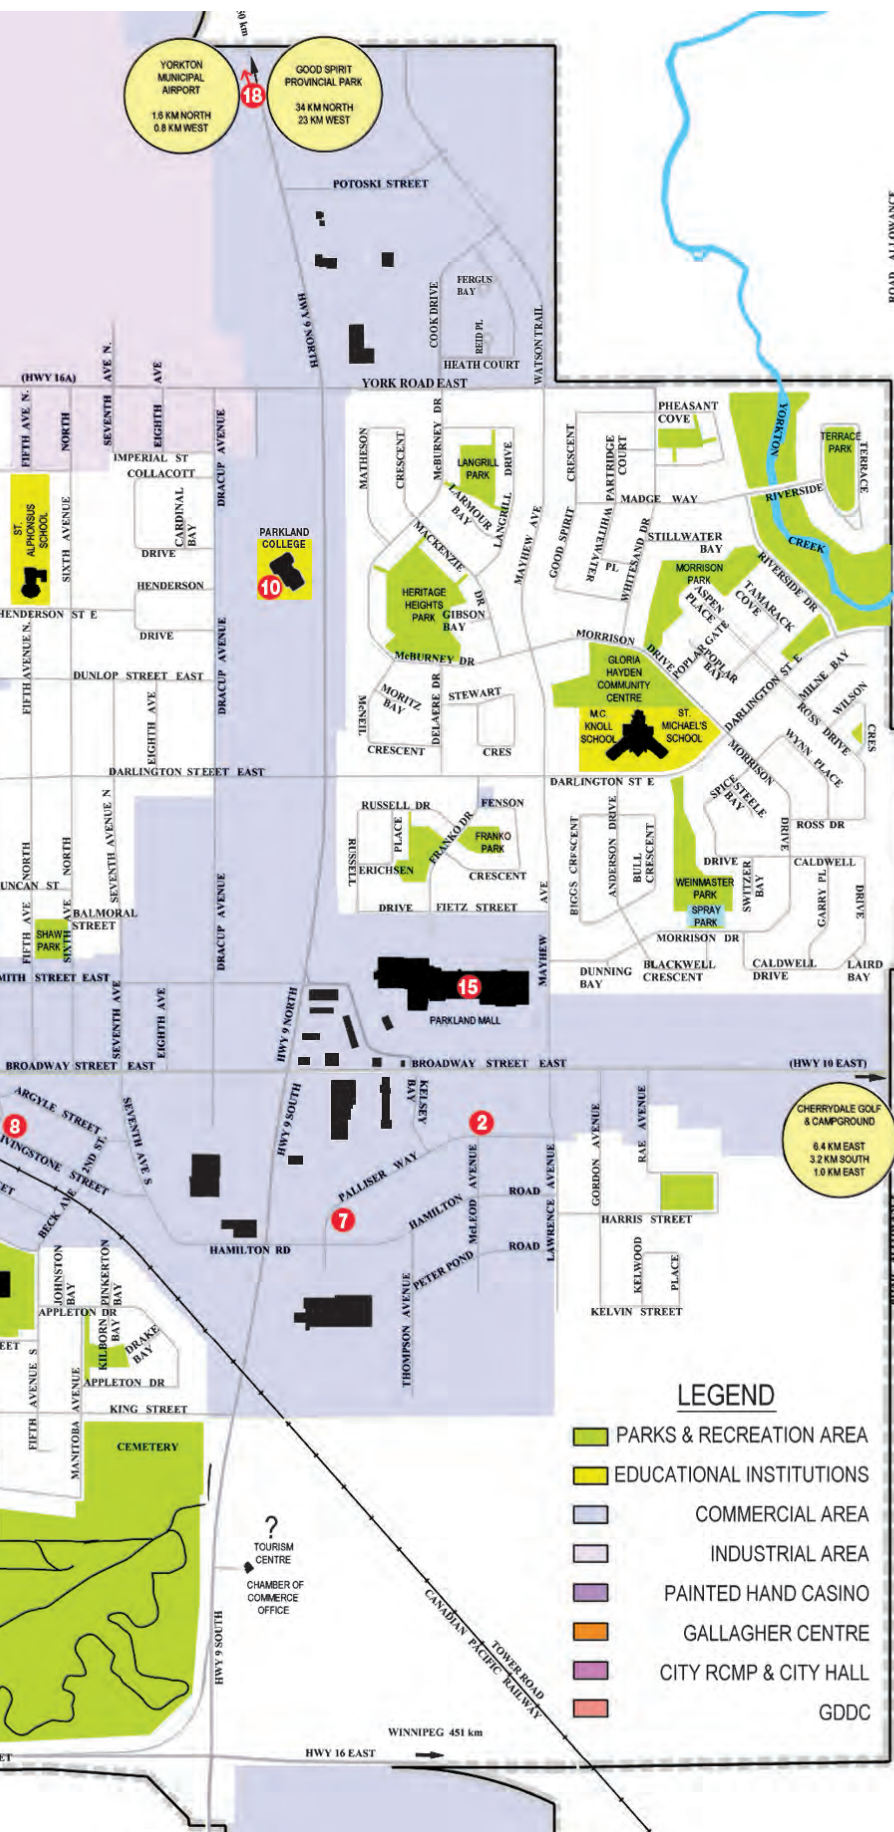 50 km
YORKTON
MUNICIPAL
AIRPORT
1.6 KM NORTH
0.8 KM WEST
18
GOOD SPIRIT
PROVINCIAL PARK
34 KM NORTH
23 KM WEST
ROAD ALLOWANCE
POTOSKI STREET
HWY 9 NORTH
COOK DRIVE
FERGUS
BAY
REID PL
WATSON TRAIL
HEATH COURT
(HWY 16A)
YORK ROAD EAST
FIFTH AVE N.
NORTH
SEVENTH AVE N.
EIGHTH AVE
DRACUP AVENUE
IMPERIAL ST
COLLACOTT
CARDINAL
BAY
DRIVE
SIXTH AVENUE
ST.
ALPHONSUS
SCHOOL
PARKLAND
COLLEGE
10
HENDERSON
HENDERSON ST E
DRIVE
MATHESON
CRESCENT
McBURNEY DR
LANGRILL
PARK
DRIVE
LARMOUR
BAY
LANGRILL
MACKENZIE
DR
MAYHEW AVE
CRESCENT
GOOD SPIRIT
PARTRIDGE
COURT
WHITEWATER
PL
WHITESAND DR
PHEASANT
COVE
MADGE WAY
STILLWATER
BAY
YORKTON
CREEK
RIVERSIDE
TERRACE
PARK
TERRACE
RIVERSIDE DR
MORRISON
PARK
ASPEN
PLACE
TAMARACK
COVE
POPLAR GATE
POPLAR
BAY
HERITAGE
HEIGHTS
PARK
GIBSON
BAY
McBURNEY DR
MORRISON
DRIVE
GLORIA
HAYDEN
COMMUNITY
CENTRE
M.C.
KNOLL
SCHOOL
ST.
MICHAEL'S
SCHOOL
DARLINGTON ST E
MILNE BAY
WILSON
CRES
ROSS DRIVE
WYNN PLACE
FIFTH AVENUE N.
DUNLOP STREET EAST
DRACUP AVENUE
EIGHTH AVE
McNEIL
MORITZ
BAY
CRESCENT
DELAERE DR
STEWART
CRES
DARLINGTON STEEET EAST
DARLINGTON ST E
MORRISON
SPICE
STEELE
BAY
DRIVE
ROSS DR
SEVENTH AVENUE N
RUSSELL DR
PLACE
RUSSELL
ERICHSEN
DRIVE
FRANKO DR
FENSON
FRANKO
PARK
CRESCENT
FIETZ STREET
AVE
BIGGS CRESCENT
ANDERSON DRIVE
BULL
CRESCENT
WEINMASTER
PARK
SPRAY
PARK
DRIVE
SWITZER
BAY
CALDWELL
GARRY PL
DRIVE
MORRISON DR
DUNNING
BAY
BLACKWELL
CRESCENT
CALDWELL
DRIVE
LAIRD
BAY
NORTH
NORTH
UNCAN ST
FIFTH AVE
SHAW
PARK
SIXTH AVE
BALMORAL
STREET
DRACUP AVENUE
MITH STREET EAST
MAYHEW
15
PARKLAND MALL
SEVENTH AVE
EIGHTH AVE
HWY 9 NORTH
BROADWAY STREET EAST
BROADWAY STREET EAST
(HWY 10 EAST)
ARGYLE STREET
8
IVINGSTONE STREET
2ND ST.
SEVENTH AVE S
HWY 9 SOUTH
KELSEY
BAY
2
PALLISER WAY
7
HAMILTON
ROAD
McLEOD AVENUE
LAWRENCE AVENUE
GORDON AVENUE
RAE AVENUE
HARRIS STREET
CHERRYDALE GOLF
& CAMPGROUND
6.4 KM EAST
3.2 KM SOUTH
1.0 KM EAST
EET
BECK AVE
HAMILTON RD
PETER POND
ROAD
THOMPSON AVENUE
KELWOOD
PLACE
KELVIN STREET
JOHNSTON
BAY
KILBORN
BAY
PINKERTON
BAY
APPLETON DR
DRAKE
BAY
APPLETON DR
EET
FIFTH AVENUE S
MANITOBA AVENUE
KING STREET
CEMETERY
?
TOURISM
CENTRE
CHAMBER OF
COMMERCE
OFFICE
HWY 9 SOUTH
CANADIAN PACIFIC RAILWAY
TOWER ROAD
LEGEND
PARKS & RECREATION AREA
EDUCATIONAL INSTITUTIONS
COMMERCIAL AREA
INDUSTRIAL AREA
PAINTED HAND CASINO
GALLAGHER CENTRE
CITY RCMP & CITY HALL
GDDC
WINNIPEG 451 km
HWY 16 EAST
ET